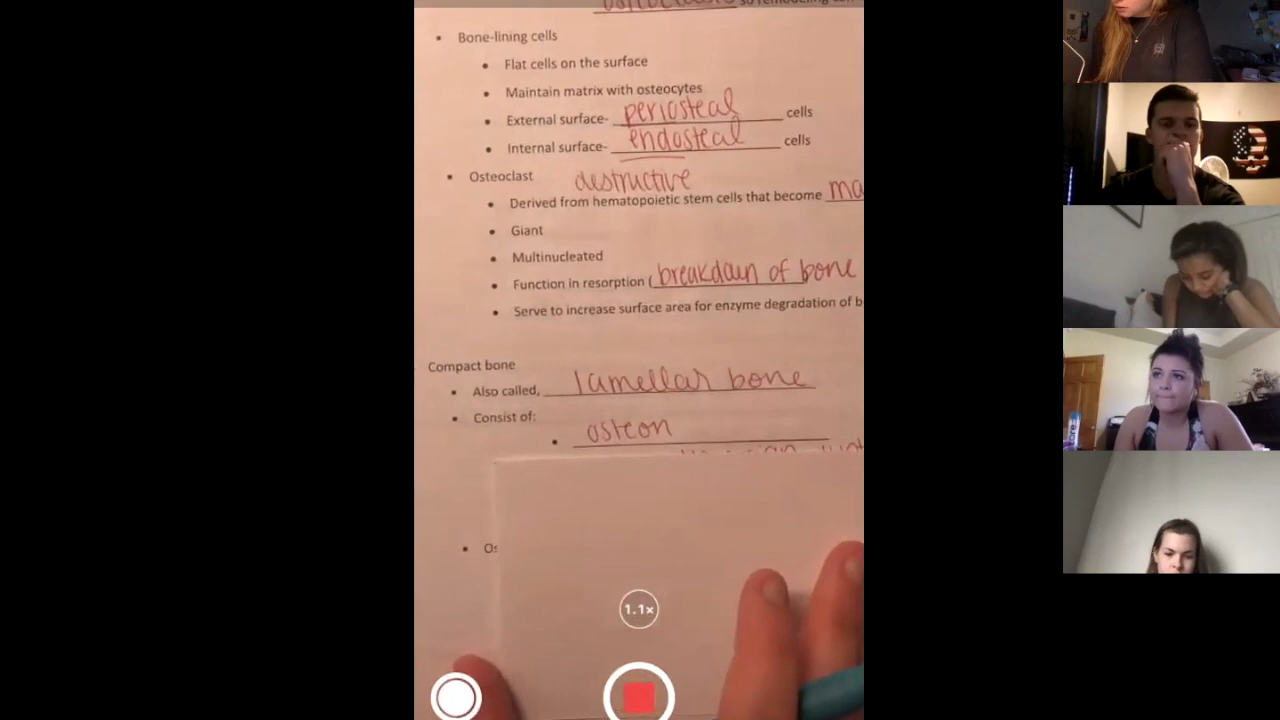 Bone-lining cells
Flat cells on the surface
Maintain matrix with osteocytes
External surface- periosteal cells
Internal surface- endosteal cells
Osteoclast destructive
Derived from hematopoietic stem cells that become ma
Giant
Multinucleated
Function in resorption (breakdown of bone
Serve to increase surface area for enzyme degradation of b
Compact bone
Also called, lamellar bone
Consist of:
osteon
1.1×